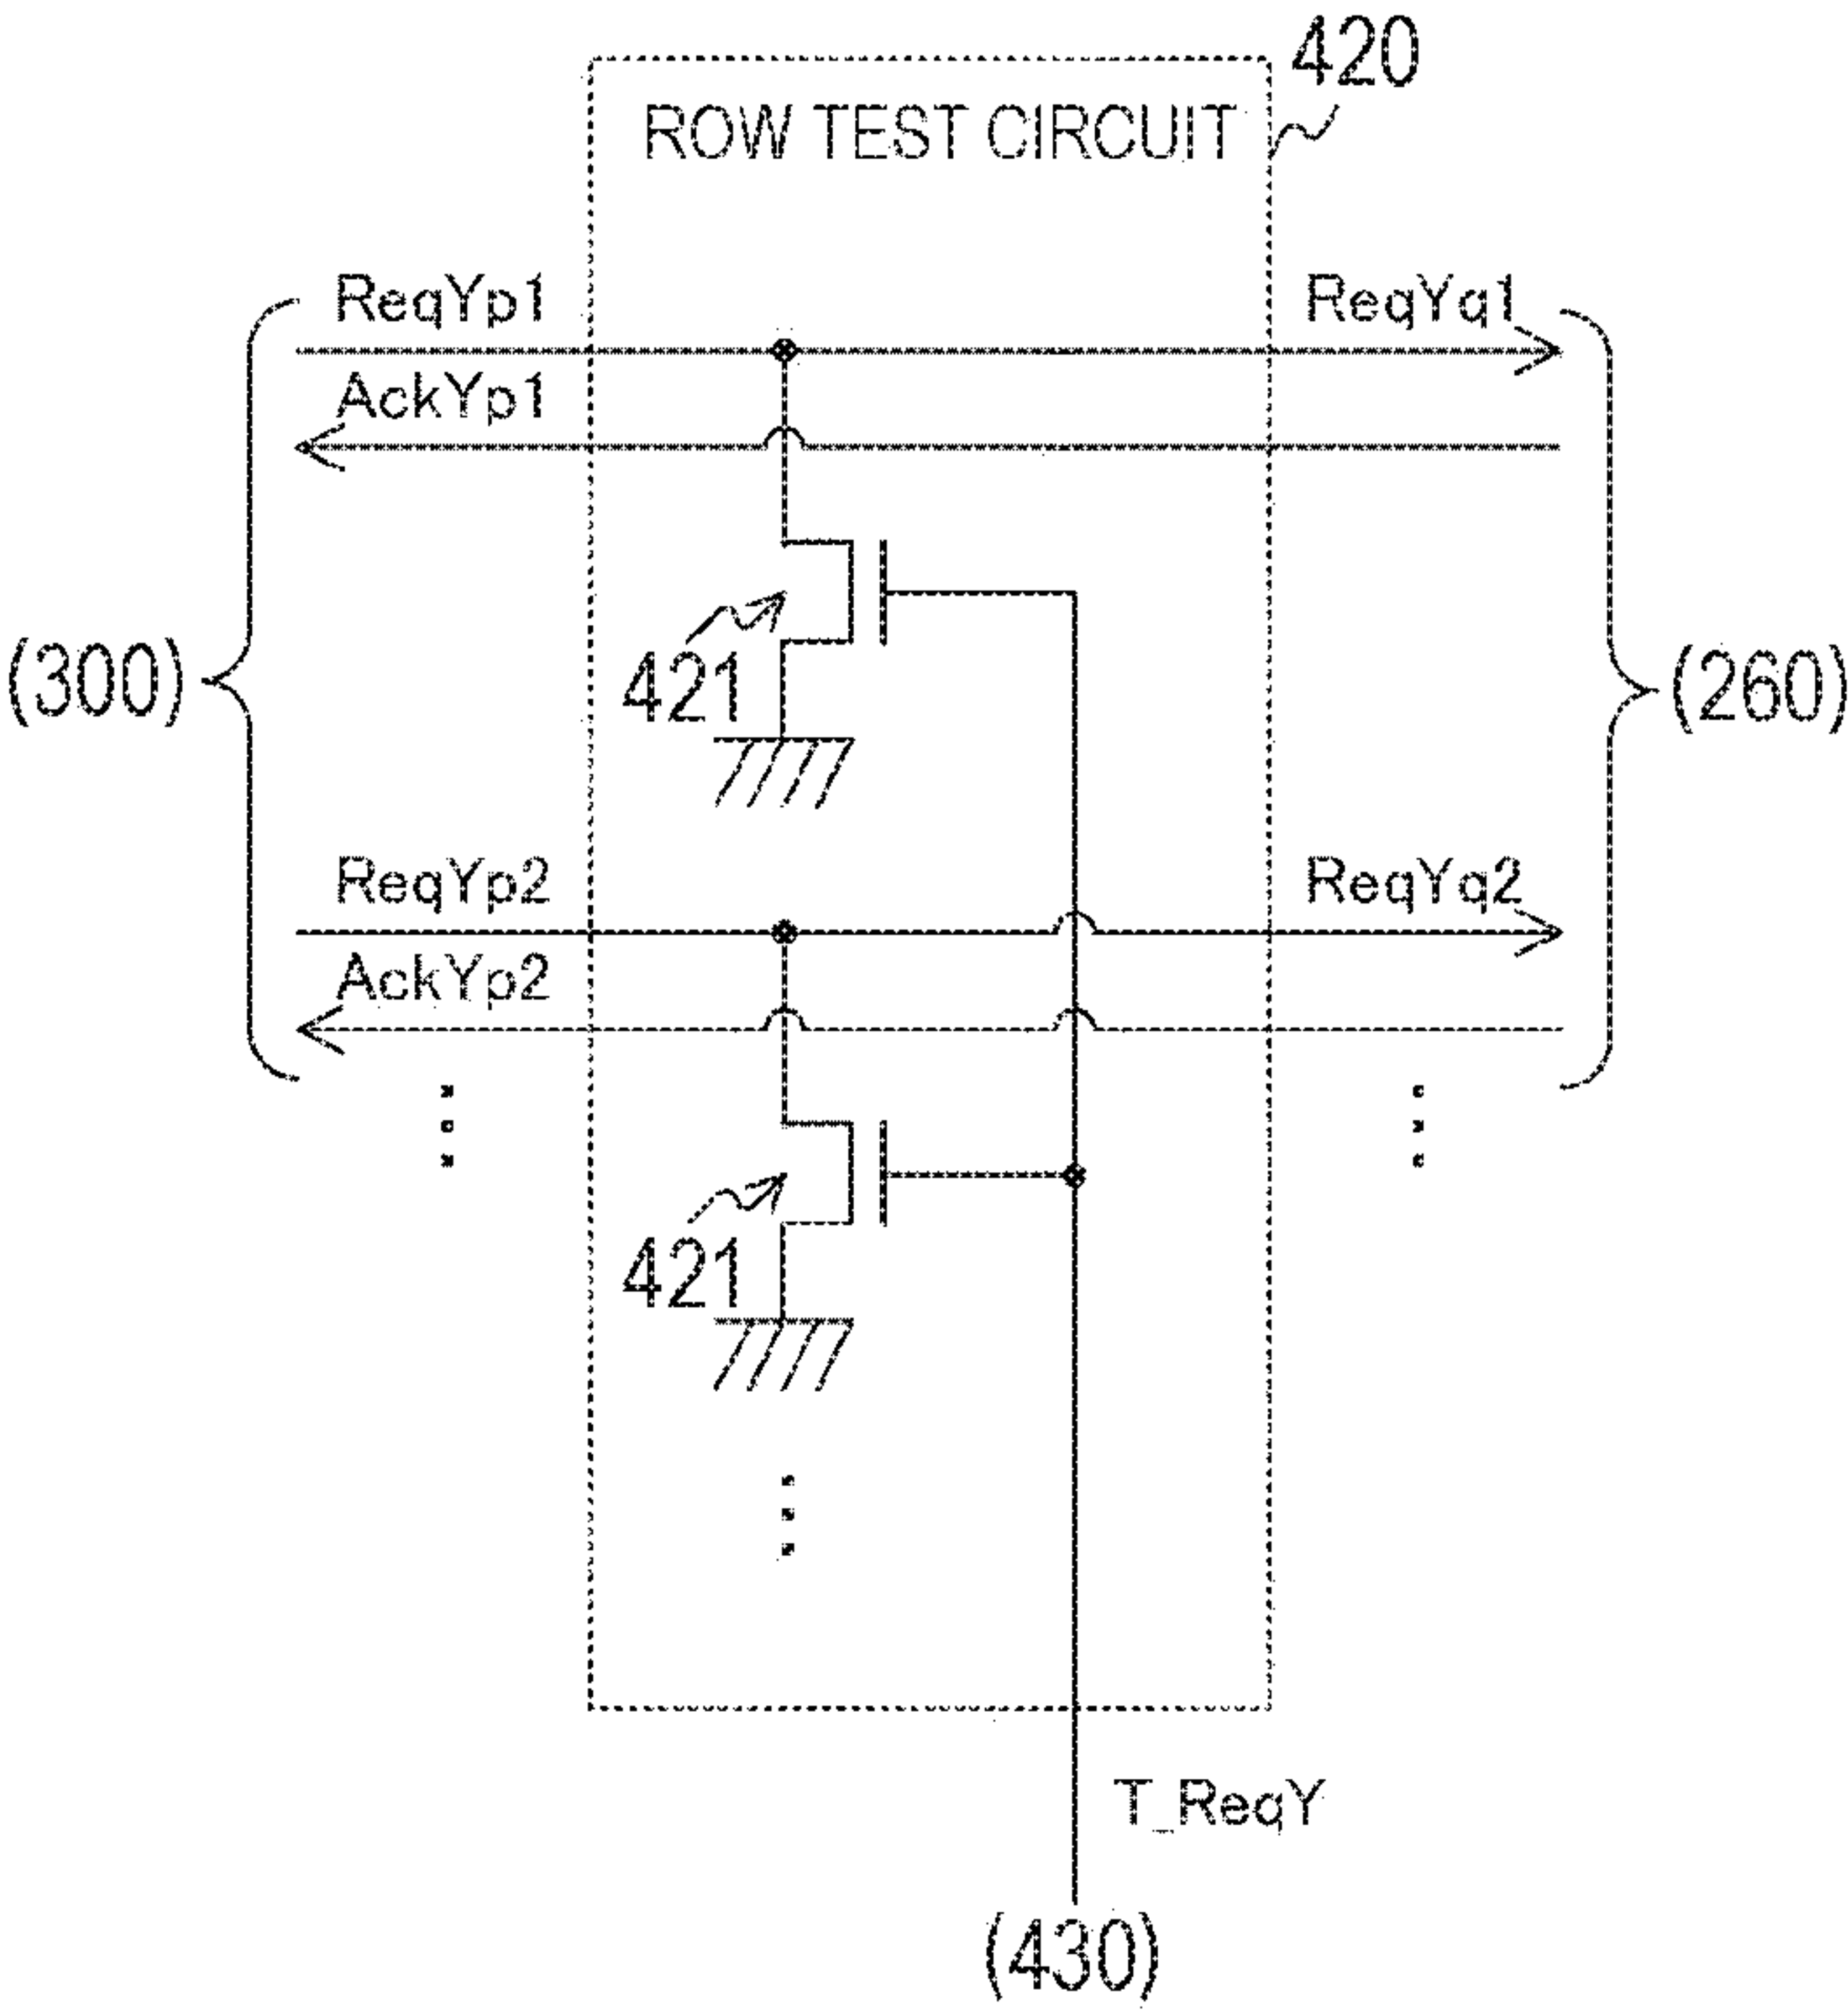 420
ROW TEST CIRCUIT
ReqYp1
ReqYq1
AckYp1
421
(300)
(260)
ReqYp2
ReqYq2
AckYp2
421
T_ReqY
(430)